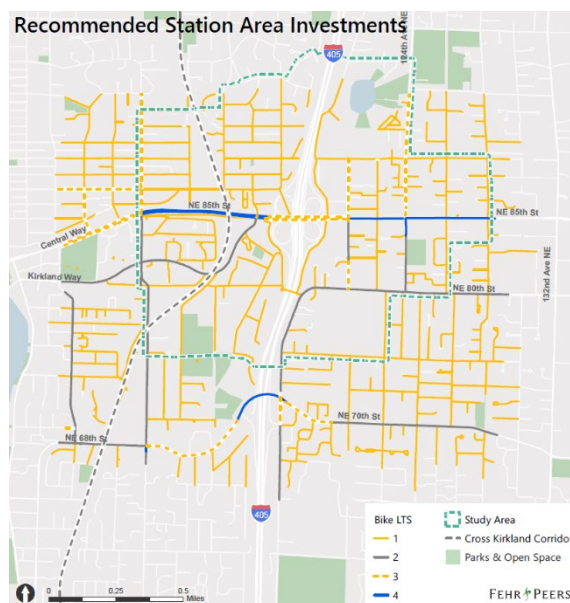 Recommended Station Area Investments
124th Ave NE
405
NE 85th St
NE 85th St
Central Way
Kirkland Way
NE 80th St
132nd Ave NE
NE 70th St
NE 68th St
405
Bike LTS
1
2
3
4
Study Area
Cross Kirkland Corridor
Parks & Open Space
0 0.25 0.5
Miles
FEHR PEERS